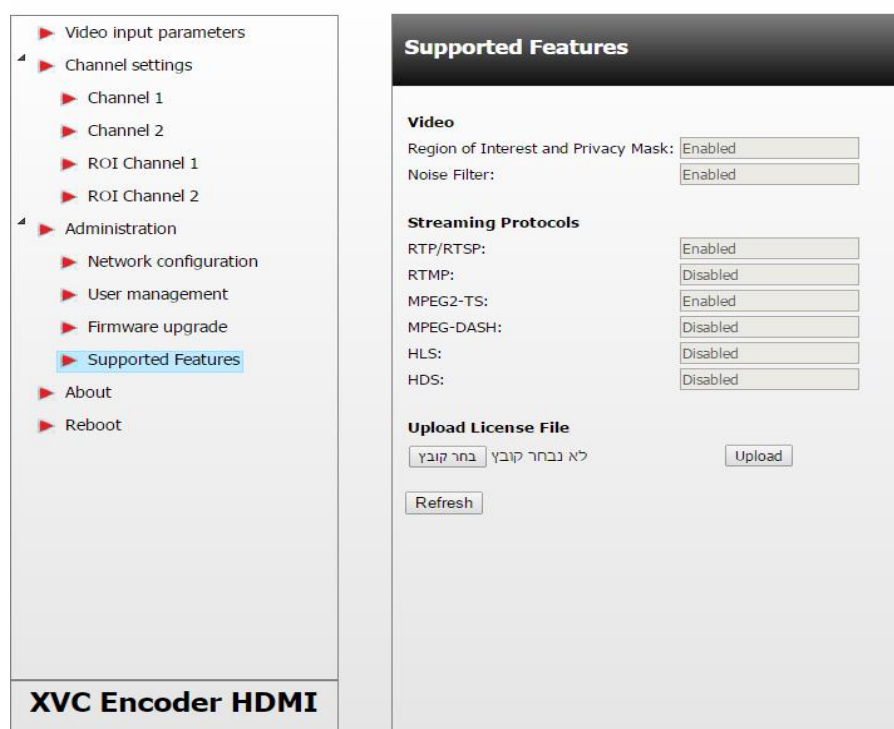 Video input parameters
Channel settings
Channel 1
Channel 2
ROI Channel 1
ROI Channel 2
Administration
Network configuration
User management
Firmware upgrade
Supported Features
About
Reboot
XVC Encoder HDMI
Supported Features
Video
Region of Interest and Privacy Mask: Enabled
Noise Filter: Enabled
Streaming Protocols
RTP/RTSP: Enabled
RTMP: Disabled
MPEG2-TS: Enabled
MPEG-DASH: Disabled
HLS: Disabled
HDS: Disabled
Upload License File
בחר קובץ לא נבחר קובץ Upload
Refresh